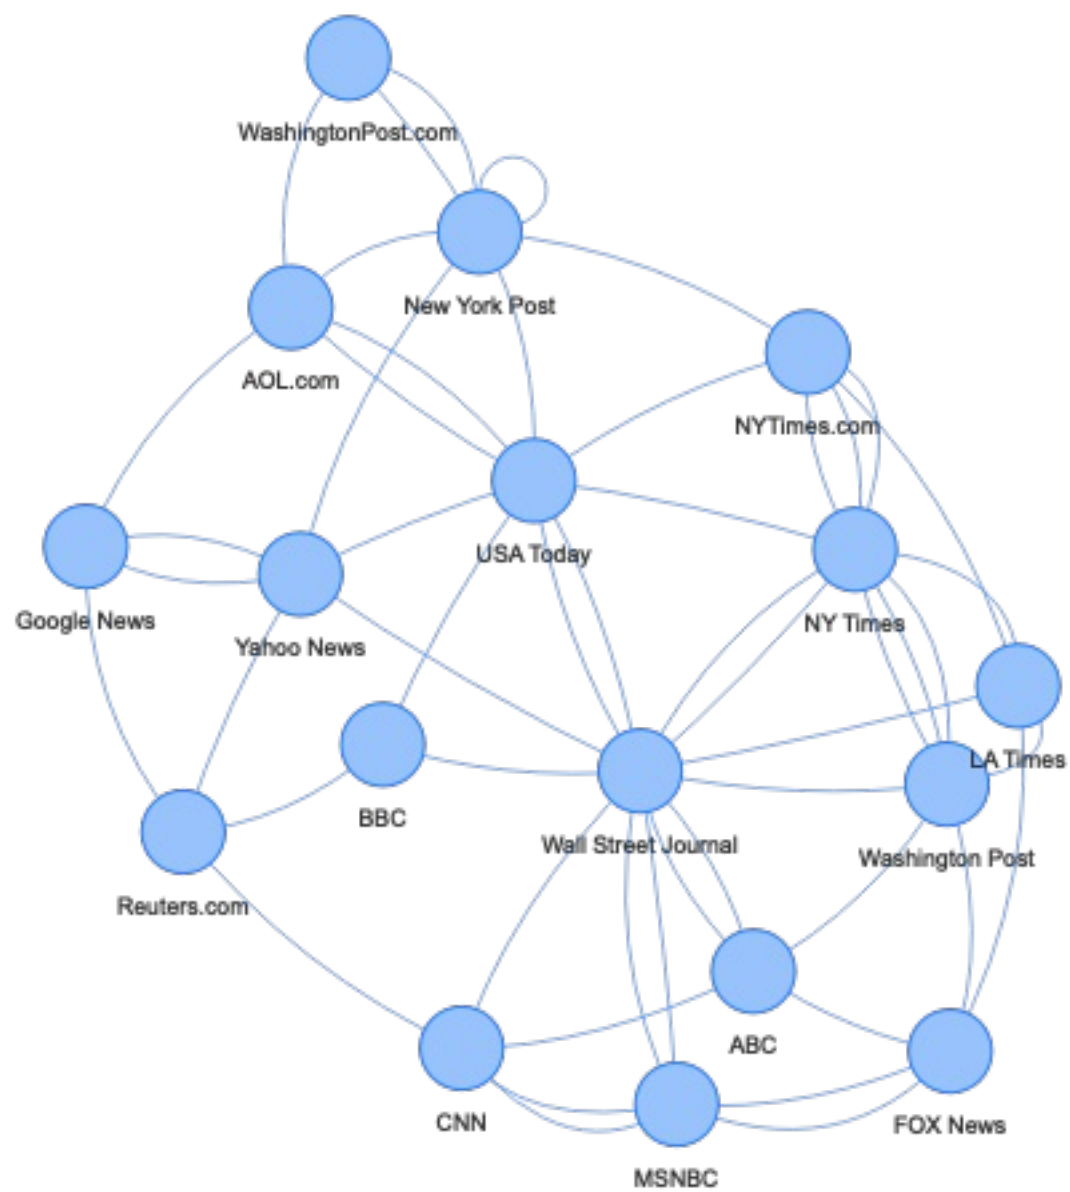 WashingtonPost.com
New York Post
AOL.com
NYTimes.com
USA Today
Google News
Yahoo News
NY Times
LA Times
BBC
Wall Street Journal
Washington Post
Reuters.com
ABC
CNN
FOX News
MSNBC